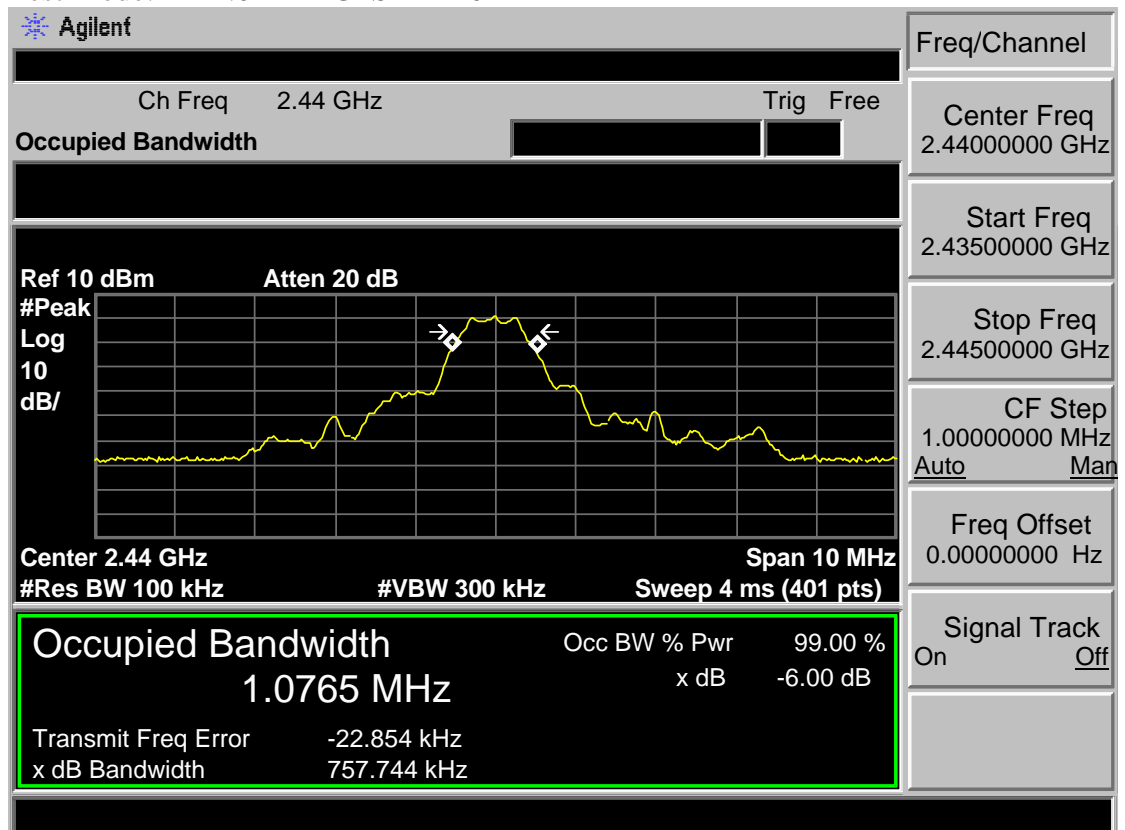 Agilent
Freq/Channel
Ch Freq 2.44 GHz Trig Free
Occupied Bandwidth
Center Freq
2.44000000 GHz
Start Freq
2.43500000 GHz
Stop Freq
2.44500000 GHz
CF Step
1.00000000 MHz
Auto Man
Freq Offset
0.00000000 Hz
Signal Track
On Off
Ref 10 dBm Atten 20 dB
#Peak
Log
10
dB/
Center 2.44 GHz Span 10 MHz
#Res BW 100 kHz #VBW 300 kHz Sweep 4 ms (401 pts)
Occupied Bandwidth Occ BW % Pwr 99.00 %
1.0765 MHz x dB -6.00 dB
Transmit Freq Error -22.854 kHz
x dB Bandwidth 757.744 kHz